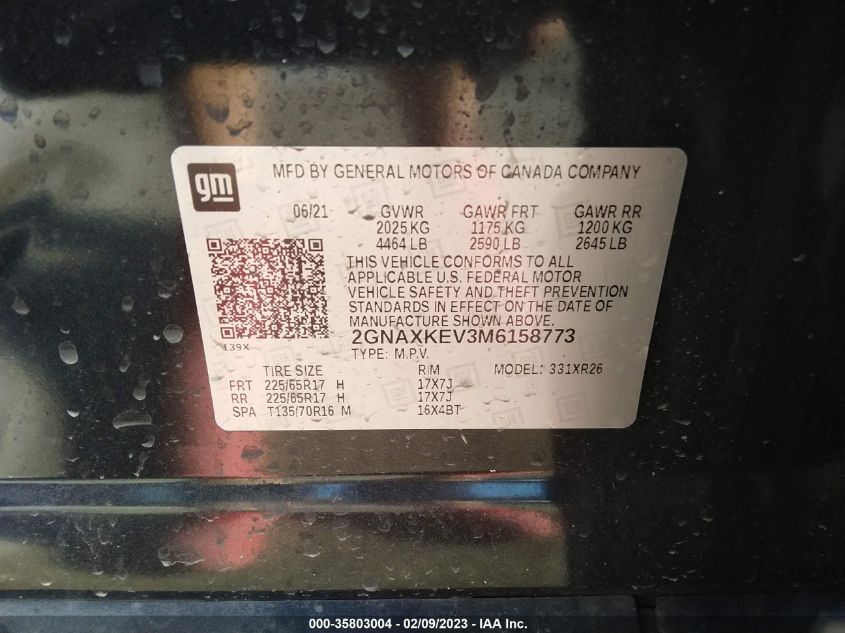 gm
MFD BY GENERAL MOTORS OF CANADA COMPANY
06/21 GVWR GAWR FRT GAWR RR
2025 KG 1175 KG 1200 KG
4464 LB 2590 LB 2645 LB
THIS VEHICLE CONFORMS TO ALL
APPLICABLE U.S. FEDERAL MOTOR
VEHICLE SAFETY AND THEFT PREVENTION
STANDARDS IN EFFECT ON THE DATE OF
MANUFACTURE SHOWN ABOVE.
139X
2GNAXKEV3M6158773
TYPE: M.P.V.
TIRE SIZE RIM MODEL: 331XR26
FRT 225/65R17 H 17X7J
RR 225/65R17 H 17X7J
SPA T135/70R16 M 16X4BT
000-35803004 - 02/09/2023 - IAA Inc.